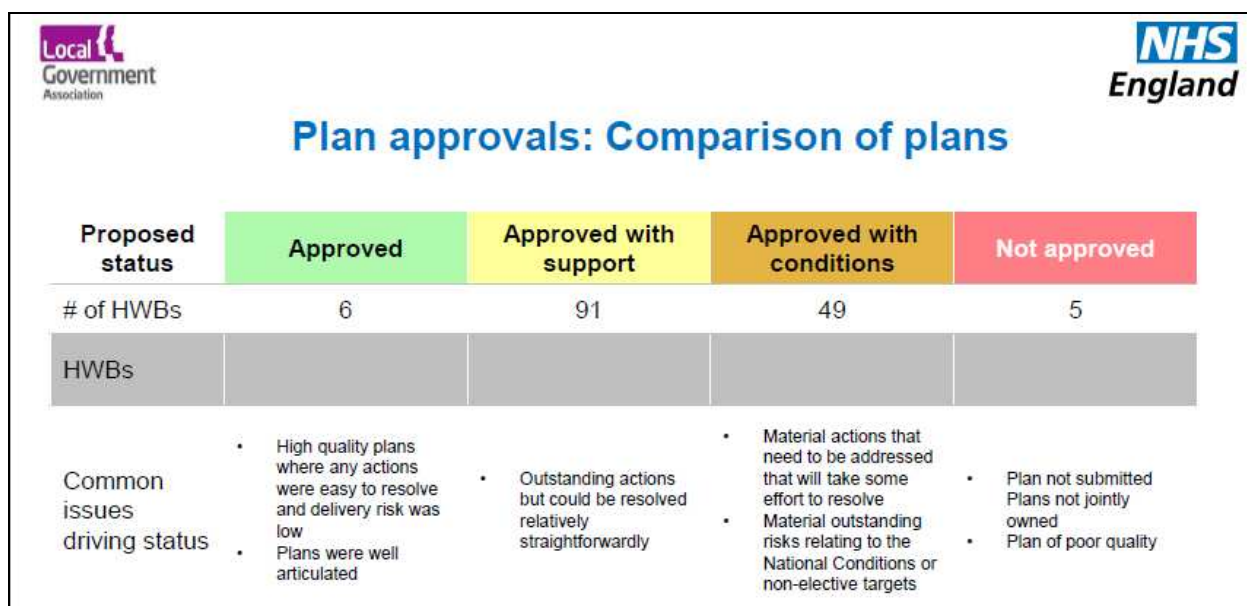 Local
Government
Association
NHS
England
Plan approvals: Comparison of plans
Proposed
status
Approved
Approved with
support
Approved with
conditions
Not approved
# of HWBs
6
91
49
5
HWBs
Common
issues
driving status
• High quality plans
where any actions
were easy to resolve
and delivery risk was
low
• Plans were well
articulated
• Outstanding actions
but could be resolved
relatively
straightforwardly
• Material actions that
need to be addressed
that will take some
effort to resolve
• Material outstanding
risks relating to the
National Conditions or
non-elective targets
• Plan not submitted
Plans not jointly
owned
• Plan of poor quality